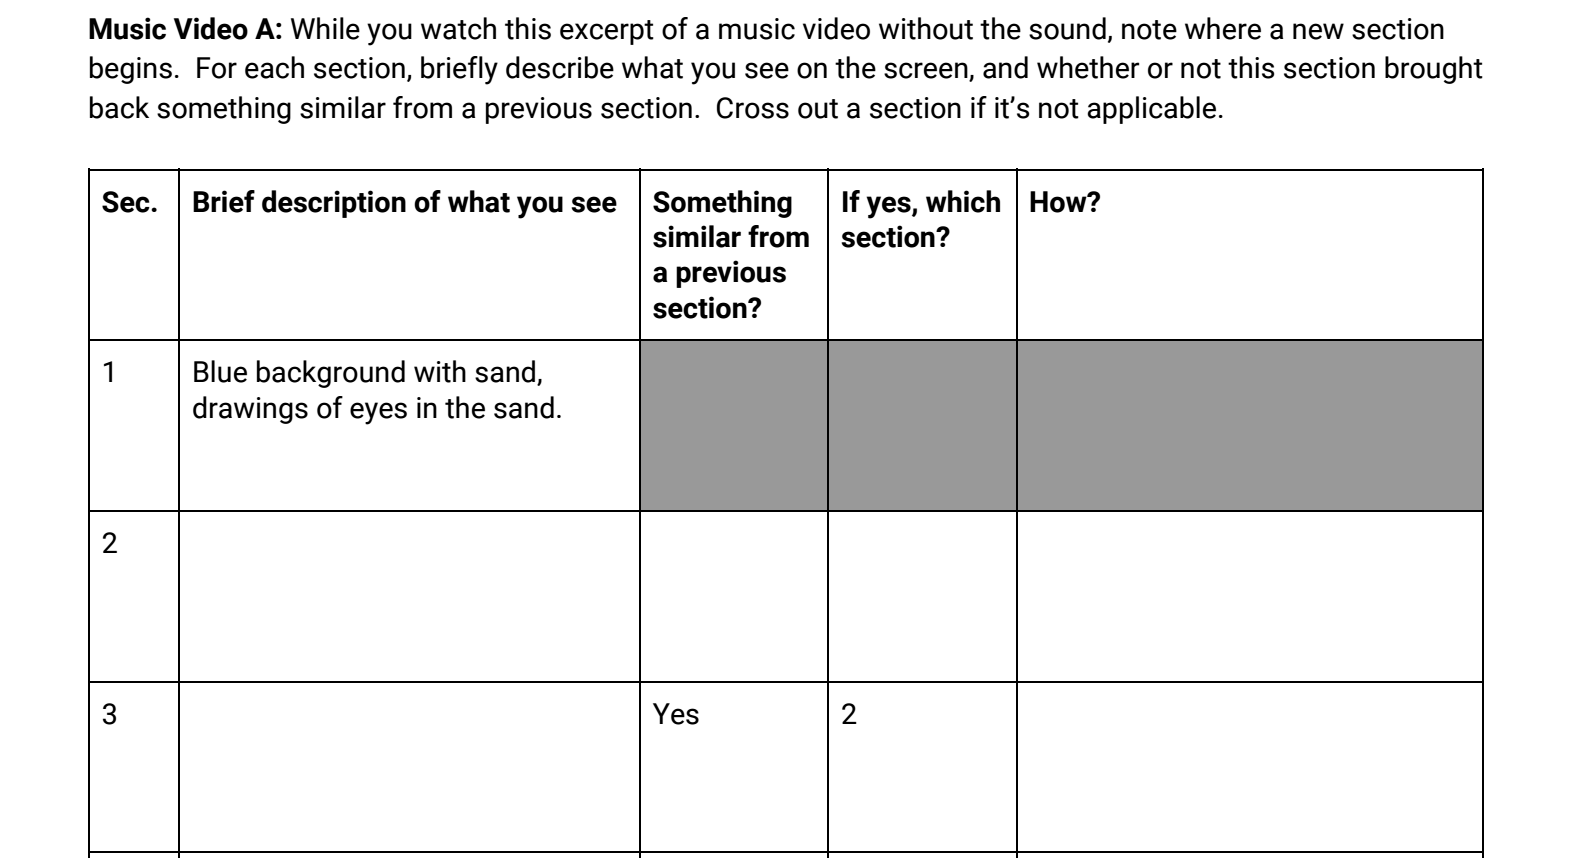 Music Video A: While you watch this excerpt of a music video without the sound, note where a new section
begins.  For each section, briefly describe what you see on the screen, and whether or not this section brought
back something similar from a previous section.  Cross out a section if it’s not applicable.
Sec.
Brief description of what you see
Something
similar from
a previous
section?
If yes, which
section?
How?
1
Blue background with sand,
drawings of eyes in the sand.
2
3
Yes
2